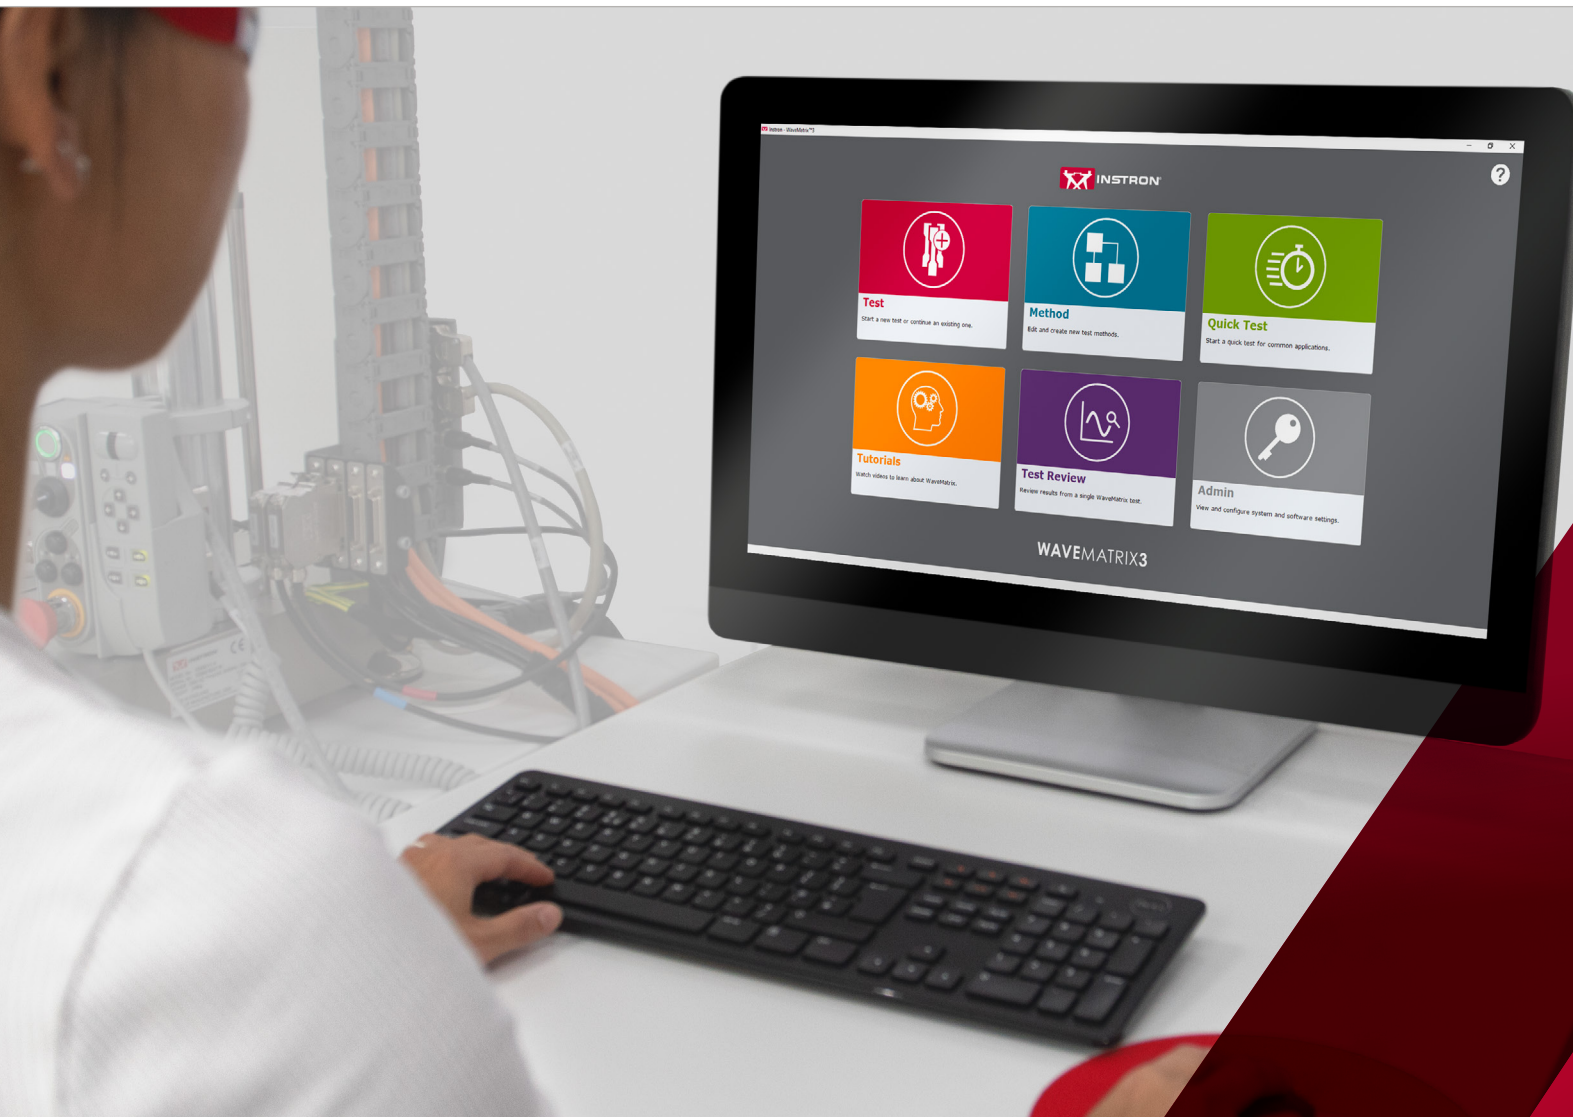 Instron - WaveMatrix™3
INSTRON
Test
Start a new test or continue an existing one.
Method
Edit and create new test methods.
Quick Test
Start a quick test for common applications.
Tutorials
Watch videos to learn about WaveMatrix.
Test Review
Review results from a single WaveMatrix test.
Admin
View and configure system and software settings.
WAVEMATRIX3